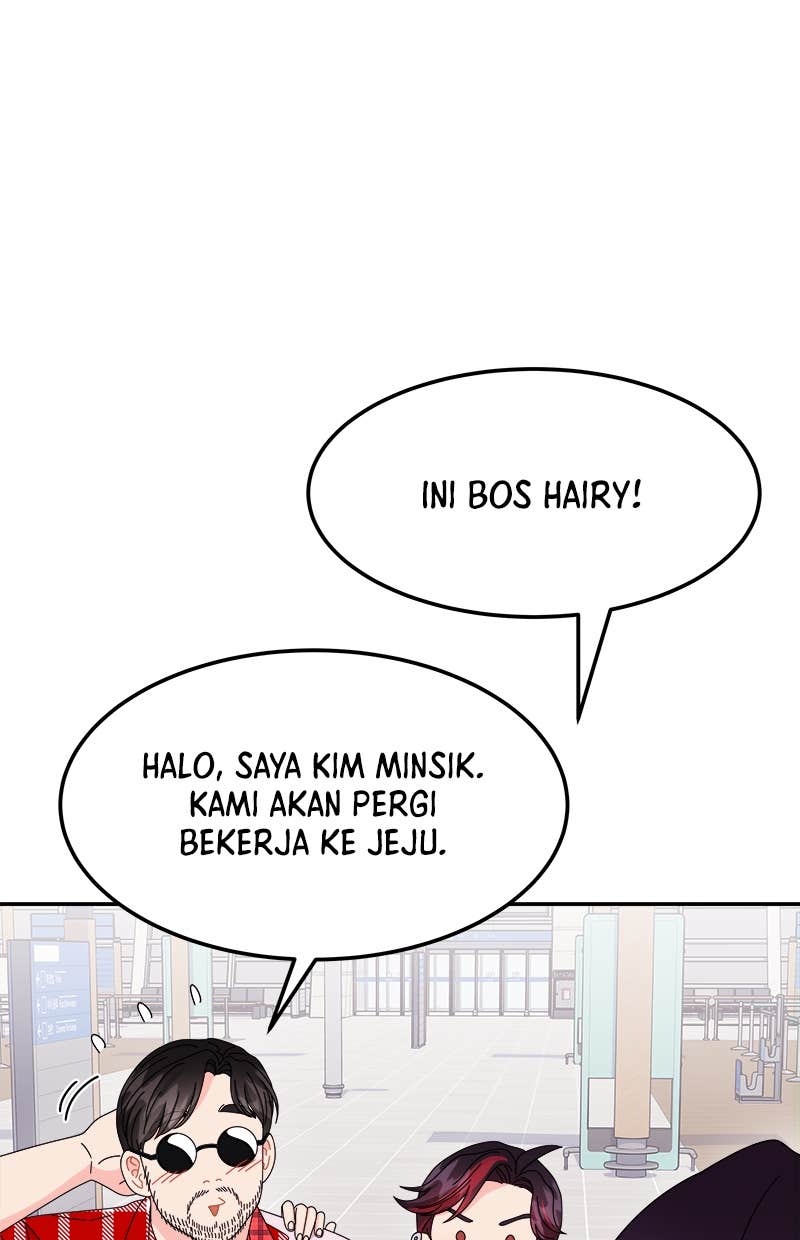 INI BOS HAIRY!
HALO, SAYA KIM MINSIK.
KAMI AKAN PERGI
BEKERJA KE JEJU.